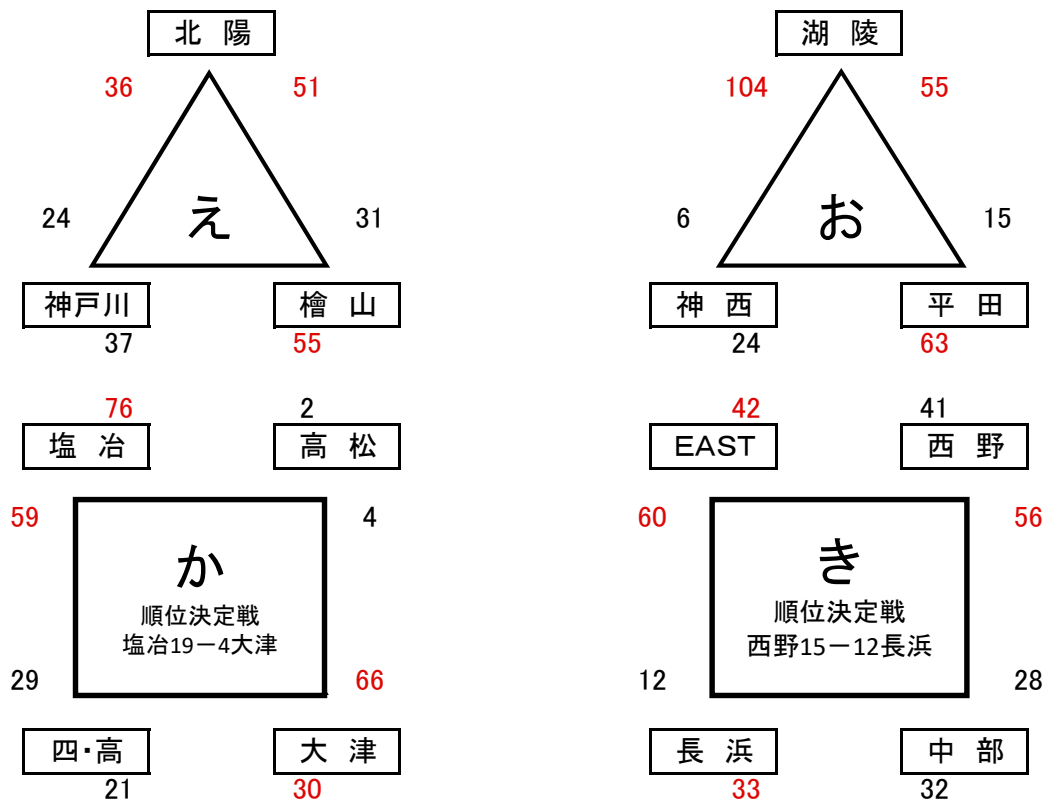 北 陽
36 51
24 31
え
神戸川 檜 山
37 55
湖 陵
104 55
6 15
お
神 西 平 田
24 63
76 2
塩 冶 高 松
59 4
か
順位決定戦
塩冶19－4大津
29 66
四・高 大 津
21 30
42 41
EAST 西 野
60 56
き
順位決定戦
西野15－12長浜
12 28
長 浜 中 部
33 32